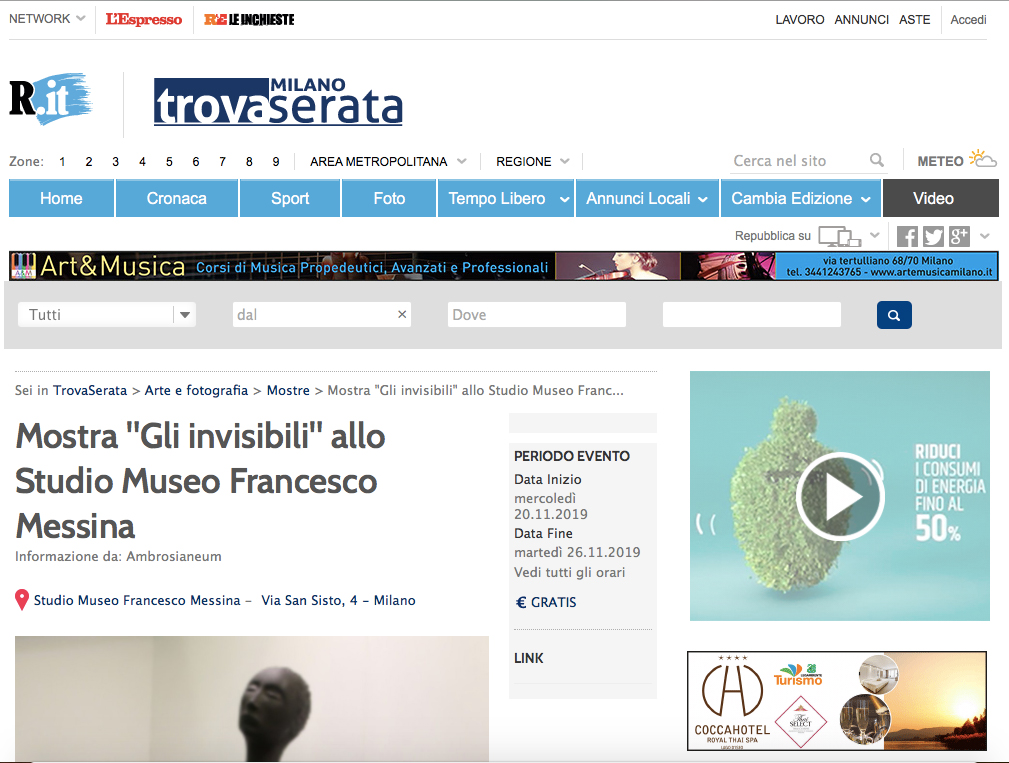 NETWORK
L'Espresso
RE LE INCHIESTE
LAVORO ANNUNCI ASTE Accedi
R.it
MILANO
trovaserata
Zone: 1 2 3 4 5 6 7 8 9 AREA METROPOLITANA REGIONE
Cerca nel sito
METEO
Home Cronaca Sport Foto Tempo Libero Annunci Locali Cambia Edizione Video
Repubblica su
Art&Musica Corsi di Musica Propedeutici, Avanzati e Professionali
via tertulliano 68/70 Milano
tel. 3441243765 - www.artemusicamilano.it
Tutti dal × Dove
Sei in TrovaSerata > Arte e fotografia > Mostre > Mostra "Gli invisibili" allo Studio Museo Franc...
Mostra "Gli invisibili" allo
Studio Museo Francesco
Messina
Informazione da: Ambrosianeum
Studio Museo Francesco Messina – Via San Sisto, 4 – Milano
PERIODO EVENTO
Data Inizio
mercoledì
20.11.2019
Data Fine
martedì 26.11.2019
Vedi tutti gli orari
€ GRATIS
LINK
RIDUCI
I CONSUMI
DI ENERGIA
FINO AL
50%
COCCAHOTEL
ROYAL THAI SPA
LAGO D'ISEO
LEGAMBIENTE
Turismo
Thai
SELECT